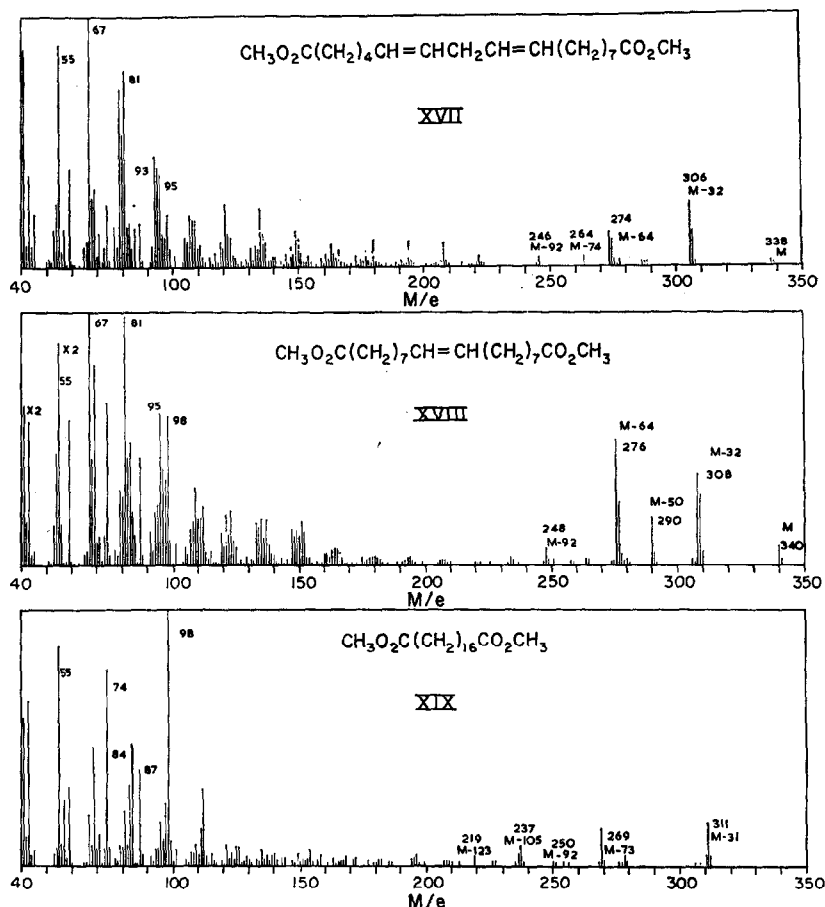 CH₃O₂C(CH₂)₄CH=CHCH₂CH=CH(CH₂)₇CO₂CH₃
XVII
67
55
81
93
95
306
M-32
274
M-64
246
M-92
264
M-74
338
M
40 100 150 200 250 300 350
M/e
CH₃O₂C(CH₂)₇CH=CH(CH₂)₇CO₂CH₃
XVIII
67
81
X2
55
X2
95
98
M-64
276
M-32
308
M-50
290
248
M-92
M
340
40 100 150 200 250 300 350
M/e
CH₃O₂C(CH₂)₁₆CO₂CH₃
XIX
98
55
74
84
87
219
M-123
237
M-105
250
M-92
269
M-73
311
M-31
40 100 150 200 250 300 350
M/e